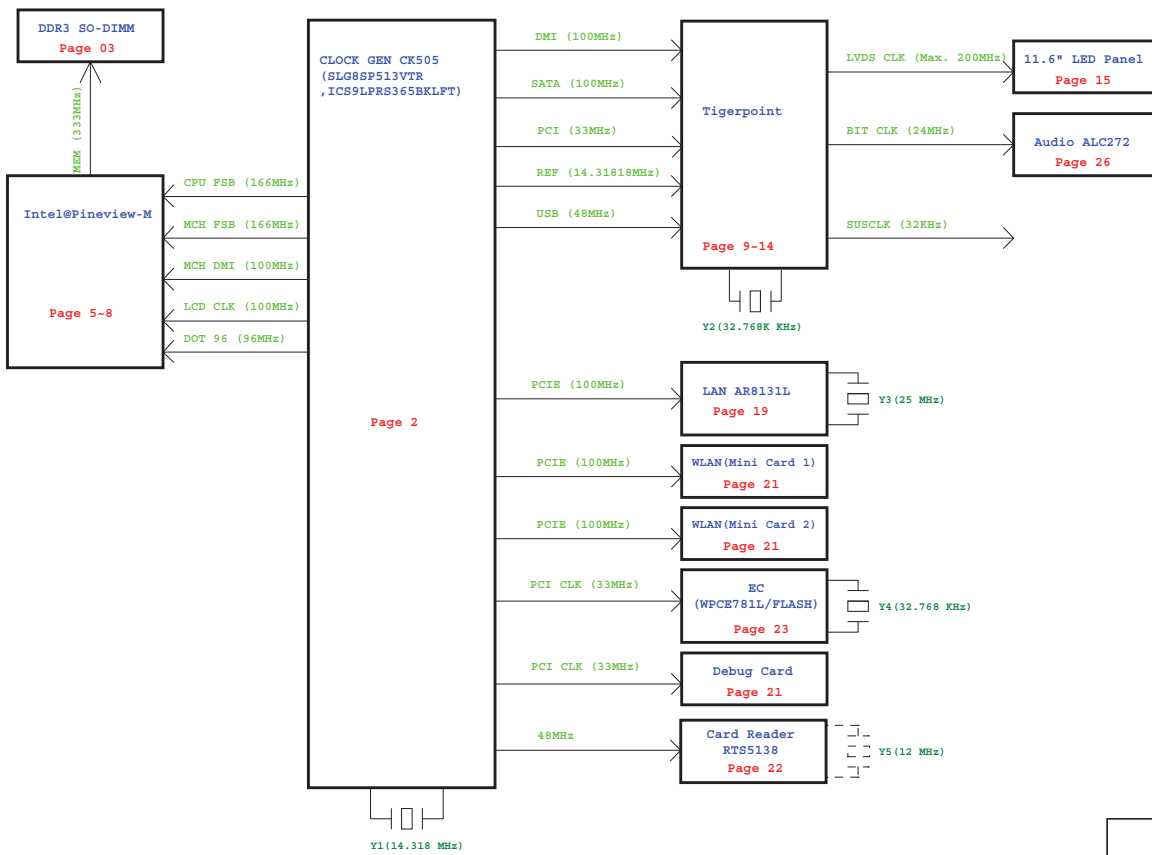 DDR3 SO-DIMM
Page 03
MEM (333MHz)
Intel@Pineview-M
Page 5~8
CPU FSB (166MHz)
MCH FSB (166MHz)
MCH DMI (100MHz)
LCD CLK (100MHz)
DOT 96 (96MHz)
CLOCK GEN CK505
(SLG8SP513VTR
,ICS9LPRS365BKLFT)
Page 2
Y1(14.318 MHz)
DMI (100MHz)
SATA (100MHz)
PCI (33MHz)
REF (14.31818MHz)
USB (48MHz)
Tigerpoint
Page 9~14
Y2(32.768K KHz)
LVDS CLK (Max. 200MHz)
11.6" LED Panel
Page 15
BIT CLK (24MHz)
Audio ALC272
Page 26
SUSCLK (32KHz)
PCIE (100MHz)
LAN AR8131L
Page 19
Y3(25 MHz)
PCIE (100MHz)
WLAN(Mini Card 1)
Page 21
PCIE (100MHz)
WLAN(Mini Card 2)
Page 21
PCI CLK (33MHz)
EC
(WPCE781L/FLASH)
Page 23
Y4(32.768 KHz)
PCI CLK (33MHz)
Debug Card
Page 21
48MHz
Card Reader
RTS5138
Page 22
Y5(12 MHz)